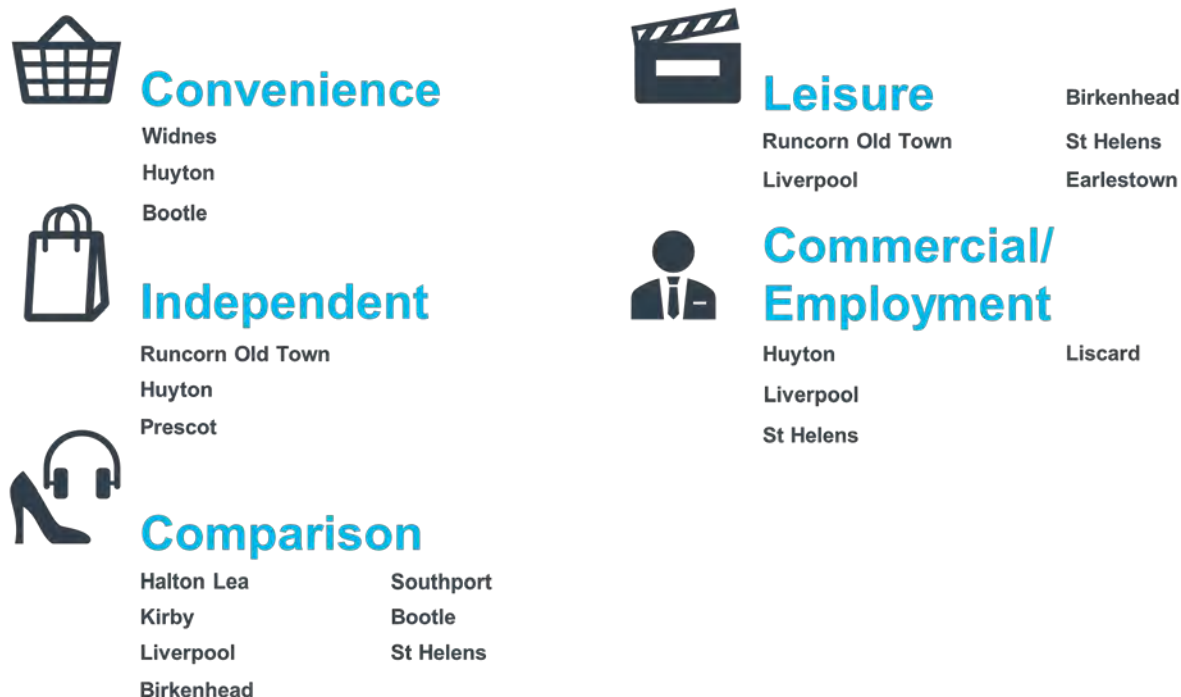 Convenience
Widnes
Huyton
Bootle
Independent
Runcorn Old Town
Huyton
Prescot
Comparison
Halton Lea
Kirby
Liverpool
Birkenhead
Southport
Bootle
St Helens
Leisure
Runcorn Old Town
Liverpool
Birkenhead
St Helens
Earlestown
Commercial/
Employment
Huyton
Liverpool
St Helens
Liscard